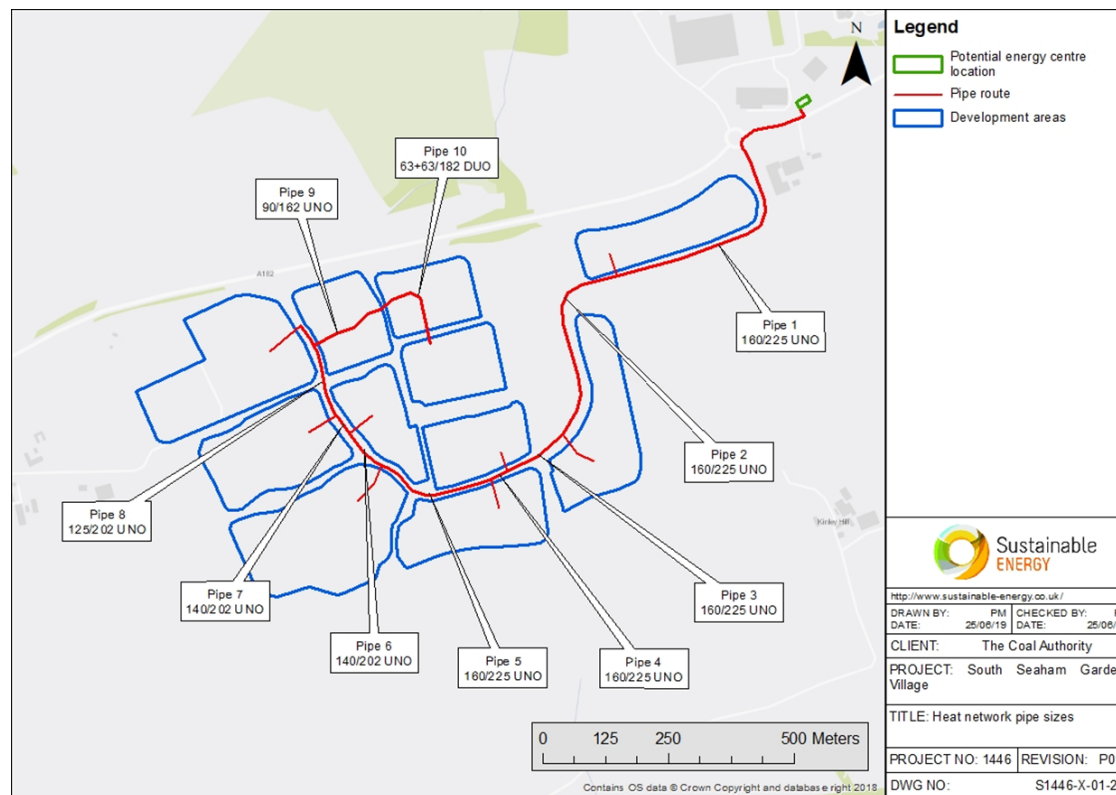 N
Pipe 10
63+63/182 DUO
Pipe 9
90/162 UNO
A182
Pipe 1
160/225 UNO
Pipe 2
160/225 UNO
Pipe 8
125/202 UNO
Kinley Hill
Pipe 7
140/202 UNO
Pipe 3
160/225 UNO
Pipe 6
140/202 UNO
Pipe 5
160/225 UNO
Pipe 4
160/225 UNO
0 125 250 500 Meters
Contains OS data © Crown Copyright and database right 2018
Legend
Potential energy centre
location
Pipe route
Development areas
Sustainable
ENERGY
http://www.sustainable-energy.co.uk/
DRAWN BY: PM
DATE: 25/06/19
CHECKED BY:
DATE: 25/06/
CLIENT: The Coal Authority
PROJECT: South Seaham Garde
Village
TITLE: Heat network pipe sizes
PROJECT NO: 1446
REVISION: P0
DWG NO: S1446-X-01-2